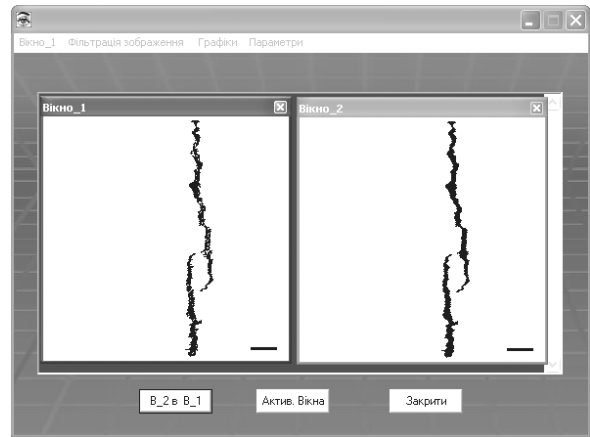 Вікно_1 Фільтрація зображення Графіки Параметри
Вікно_1
Вікно_2
В_2 в В_1
Актив. Вікна
Закрити